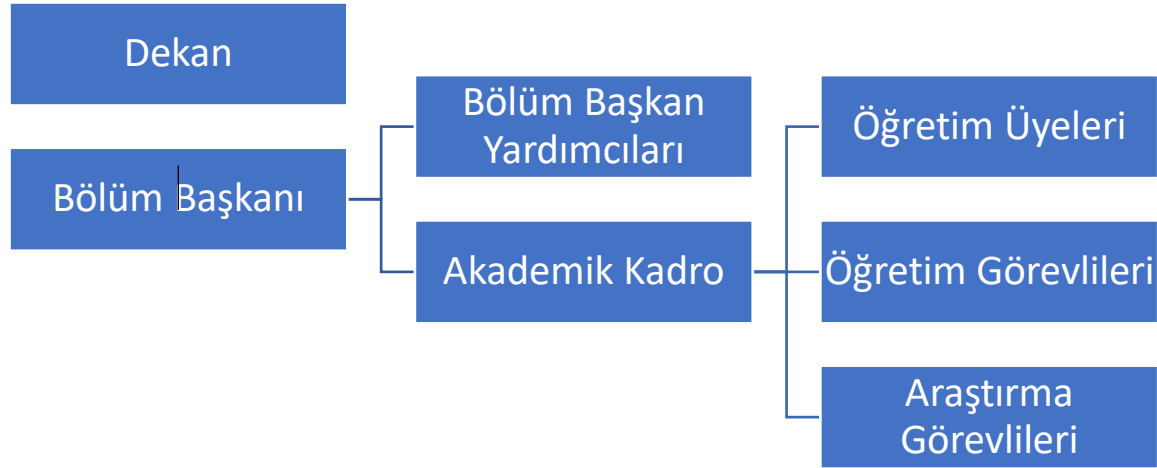 Dekan
Bölüm Başkanı
Bölüm Başkan
Yardımcıları
Akademik Kadro
Öğretim Üyeleri
Öğretim Görevlileri
Araştırma
Görevlileri